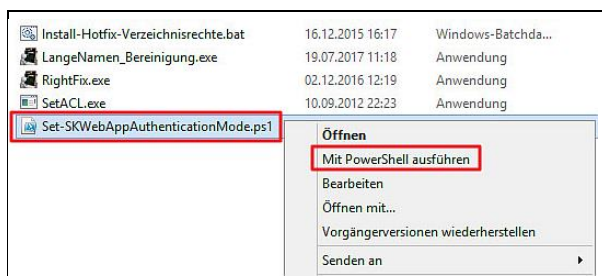 Install-Hotfix-Verzeichnisrechte.bat 16.12.2015 16:17 Windows-Batchda...
LangeNamen_Bereinigung.exe 19.07.2017 11:18 Anwendung
RightFix.exe 02.12.2016 12:19 Anwendung
SetACL.exe 10.09.2012 22:23 Anwendung
Set-SKWebAppAuthenticationMode.ps1
Öffnen
Mit PowerShell ausführen
Bearbeiten
Öffnen mit...
Vorgängerversionen wiederherstellen
Senden an